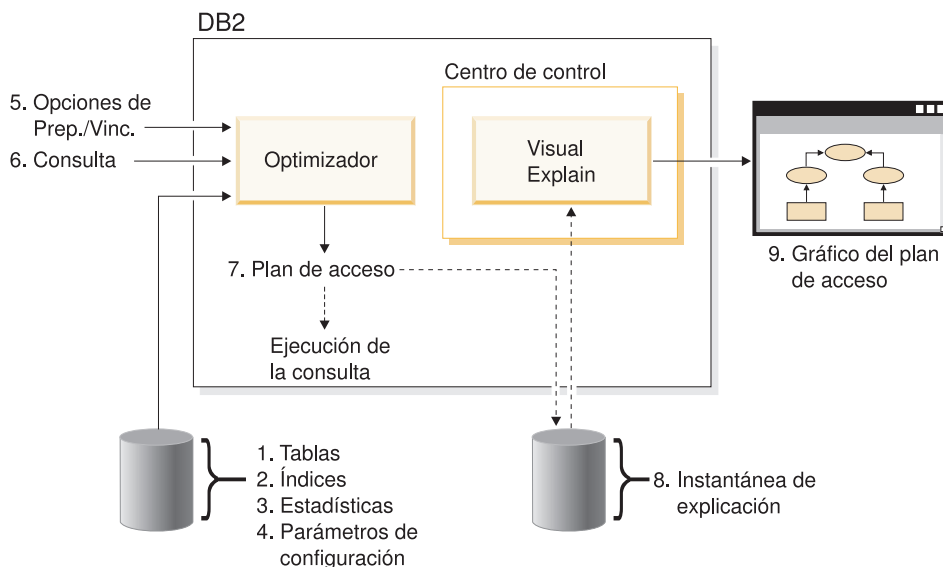 DB2
Centro de control
5. Opciones de
Prep./Vinc.
6. Consulta
Optimizador
Visual
Explain
7. Plan de acceso
9. Gráfico del plan
de acceso
Ejecución de
la consulta
1. Tablas
2. Índices
3. Estadísticas
4. Parámetros de
configuración
8. Instantánea de
explicación